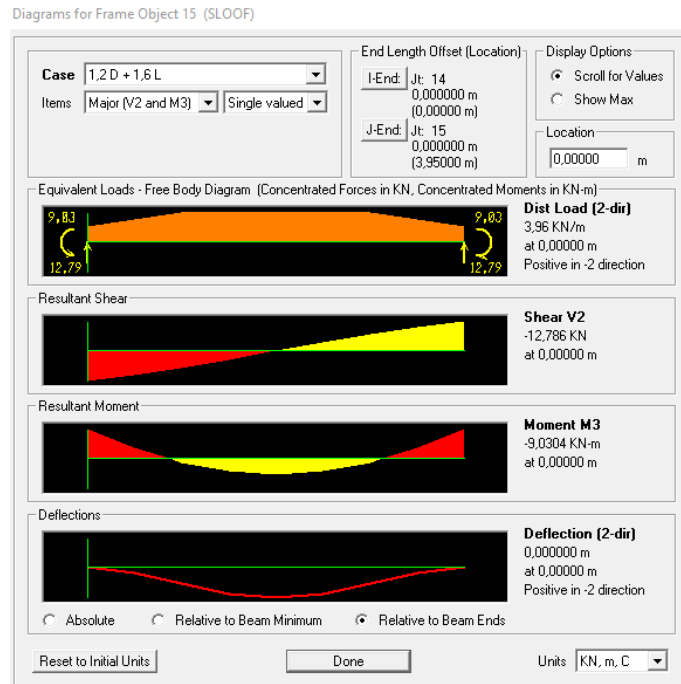 Diagrams for Frame Object 15 (SLOOF)
Case 1,2 D + 1,6 L
Items Major (V2 and M3) Single valued
End Length Offset (Location)
I-End: Jt: 14
0,000000 m
(0,00000 m)
J-End: Jt: 15
0,000000 m
(3,95000 m)
Display Options
Scroll for Values
Show Max
Location
0,00000 m
Equivalent Loads - Free Body Diagram (Concentrated Forces in KN, Concentrated Moments in KN-m)
9,03 9,03
12,79 12,79
Dist Load (2-dir)
3,96 KN/m
at 0,00000 m
Positive in -2 direction
Resultant Shear
Shear V2
-12,786 KN
at 0,00000 m
Resultant Moment
Moment M3
-9,0304 KN-m
at 0,00000 m
Deflections
Deflection (2-dir)
0,000000 m
at 0,00000 m
Positive in -2 direction
Absolute Relative to Beam Minimum Relative to Beam Ends
Reset to Initial Units Done Units KN, m, C